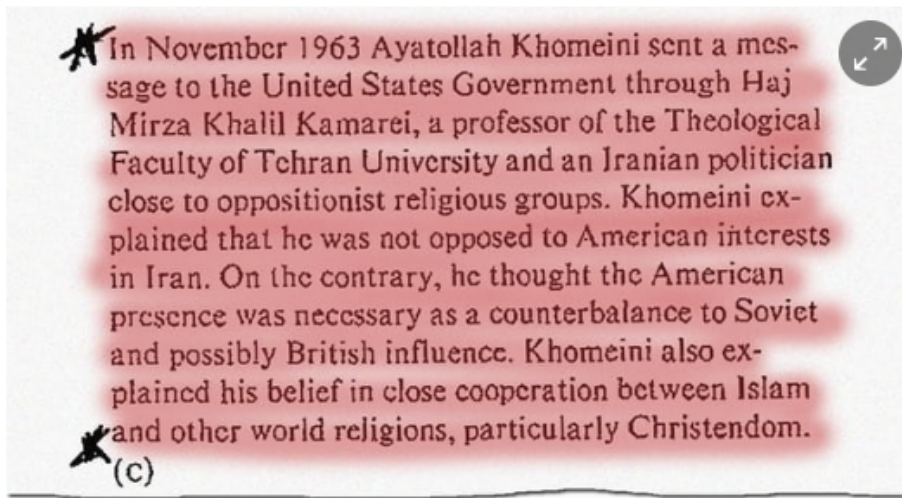 In November 1963 Ayatollah Khomeini sent a mes-
sage to the United States Government through Haj
Mirza Khalil Kamarei, a professor of the Theological
Faculty of Tehran University and an Iranian politician
close to oppositionist religious groups. Khomeini ex-
plained that he was not opposed to American interests
in Iran. On the contrary, he thought the American
presence was necessary as a counterbalance to Soviet
and possibly British influence. Khomeini also ex-
plained his belief in close cooperation between Islam
and other world religions, particularly Christendom.
(c)